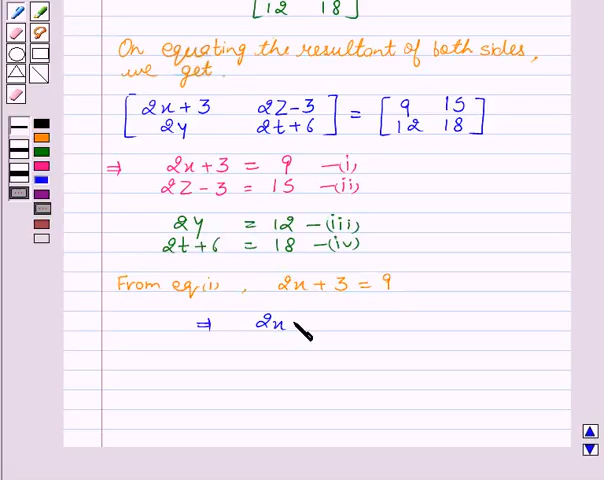 [12 18]
On equating the resultant of both sides,
we get.
[2x+3 2Z-3] = [9 15]
[2y 2t+6] [12 18]
⇒ 2x+3 = 9 -(i)
2Z-3 = 15 -(ii)
2y = 12 -(iii)
2t+6 = 18 -(iv)
From eq(i), 2x+3 = 9
⇒ 2x